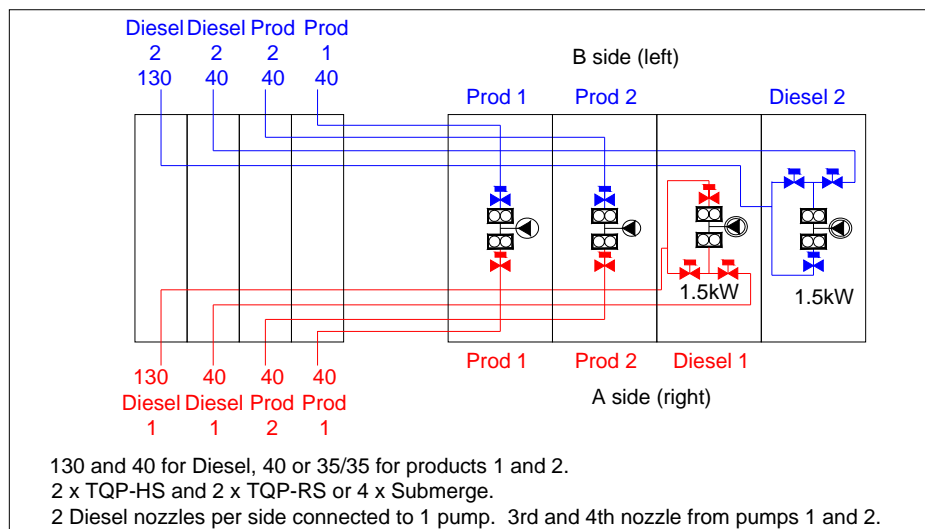 Diesel Diesel Prod Prod
2 2 2 1
130 40 40 40
B side (left)
Prod 1 Prod 2 Diesel 2
1.5kW 1.5kW
Prod 1 Prod 2 Diesel 1
130 40 40 40
Diesel Diesel Prod Prod
1 1 2 1
A side (right)
130 and 40 for Diesel, 40 or 35/35 for products 1 and 2.
2 x TQP-HS and 2 x TQP-RS or 4 x Submerge.
2 Diesel nozzles per side connected to 1 pump. 3rd and 4th nozzle from pumps 1 and 2.